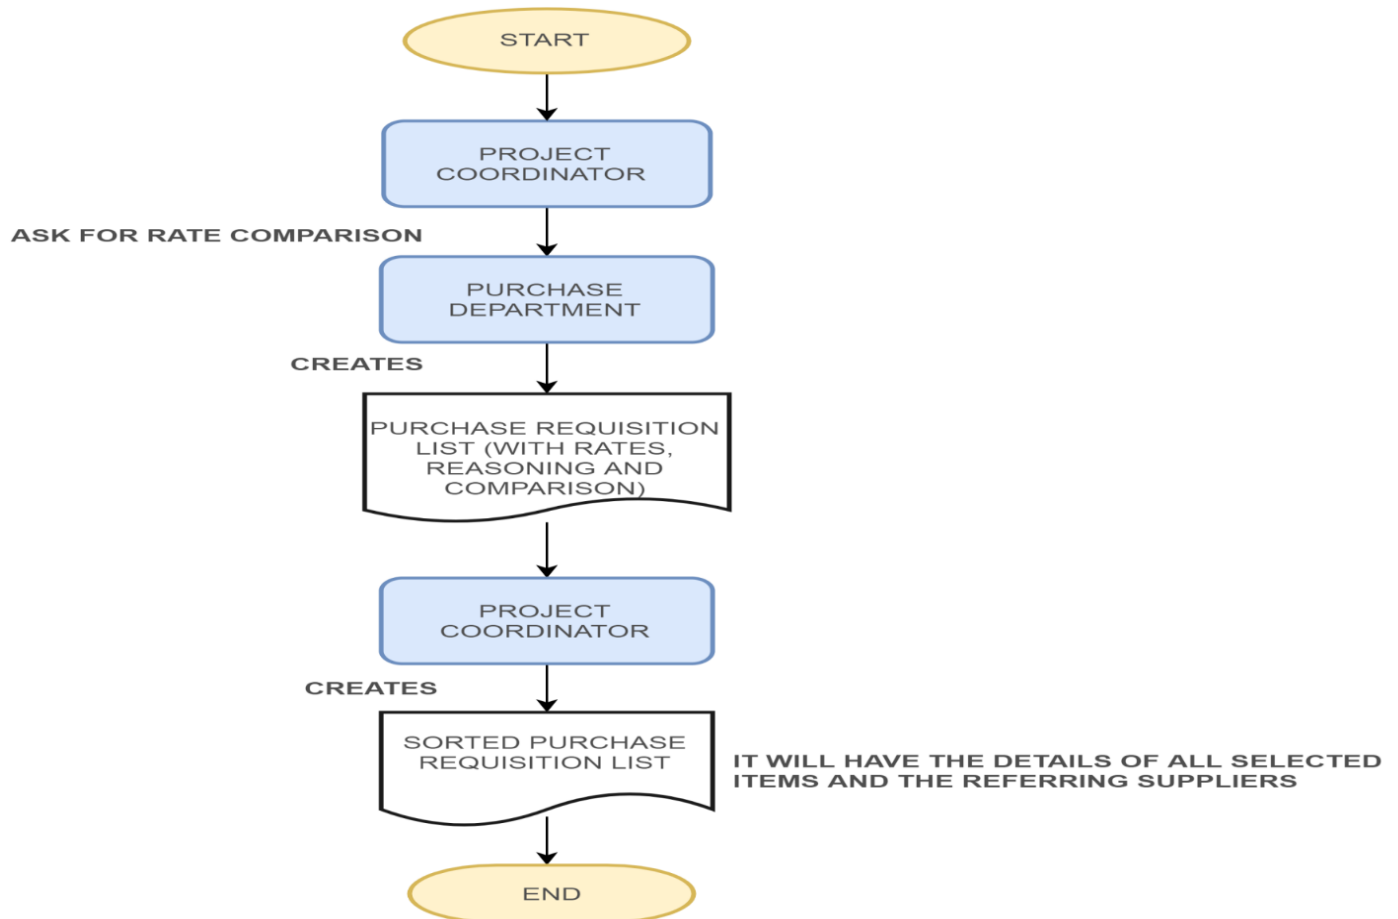 START
PROJECT
COORDINATOR
ASK FOR RATE COMPARISON
PURCHASE
DEPARTMENT
CREATES
PURCHASE REQUISITION
LIST (WITH RATES,
REASONING AND
COMPARISON)
PROJECT
COORDINATOR
CREATES
SORTED PURCHASE
REQUISITION LIST
IT WILL HAVE THE DETAILS OF ALL SELECTED
ITEMS AND THE REFERRING SUPPLIERS
END